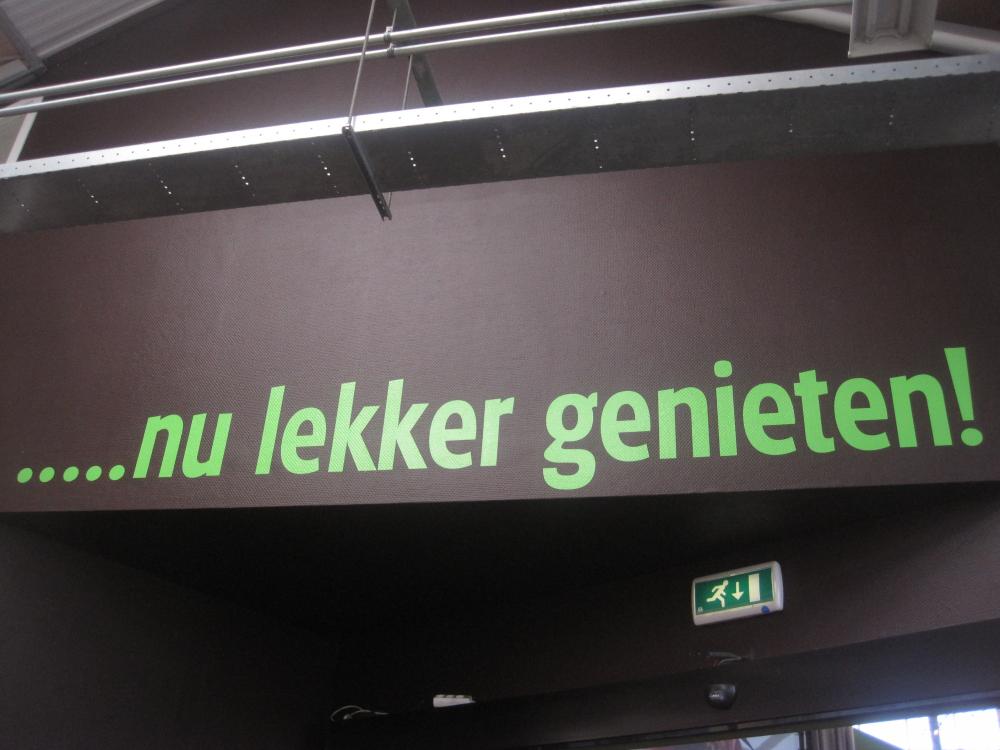 .....nu lekker genieten!